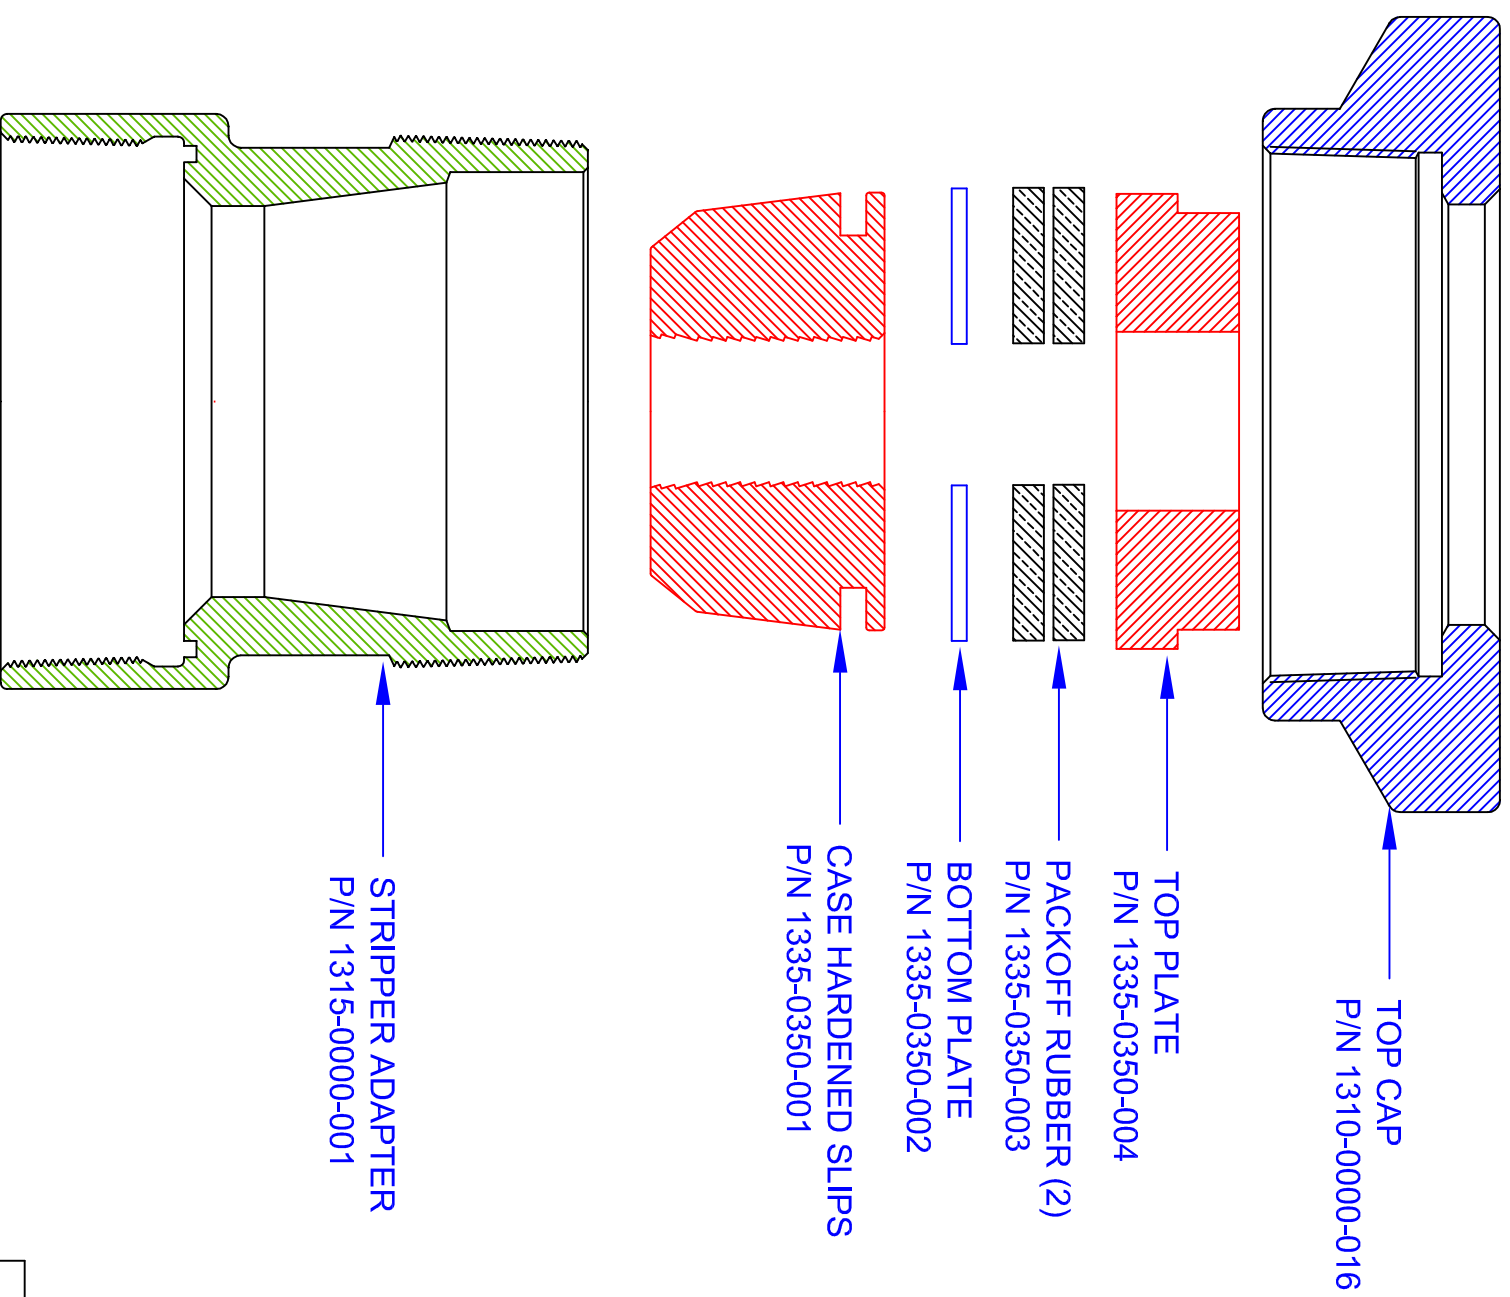 TOP CAP
P/N 1310-0000-016
TOP PLATE
P/N 1335-0350-004
PACKOFF RUBBER (2)
P/N 1335-0350-003
BOTTOM PLATE
P/N 1335-0350-002
CASE HARDENED SLIPS
P/N 1335-0350-001
STRIPPER ADAPTER
P/N 1315-0000-001